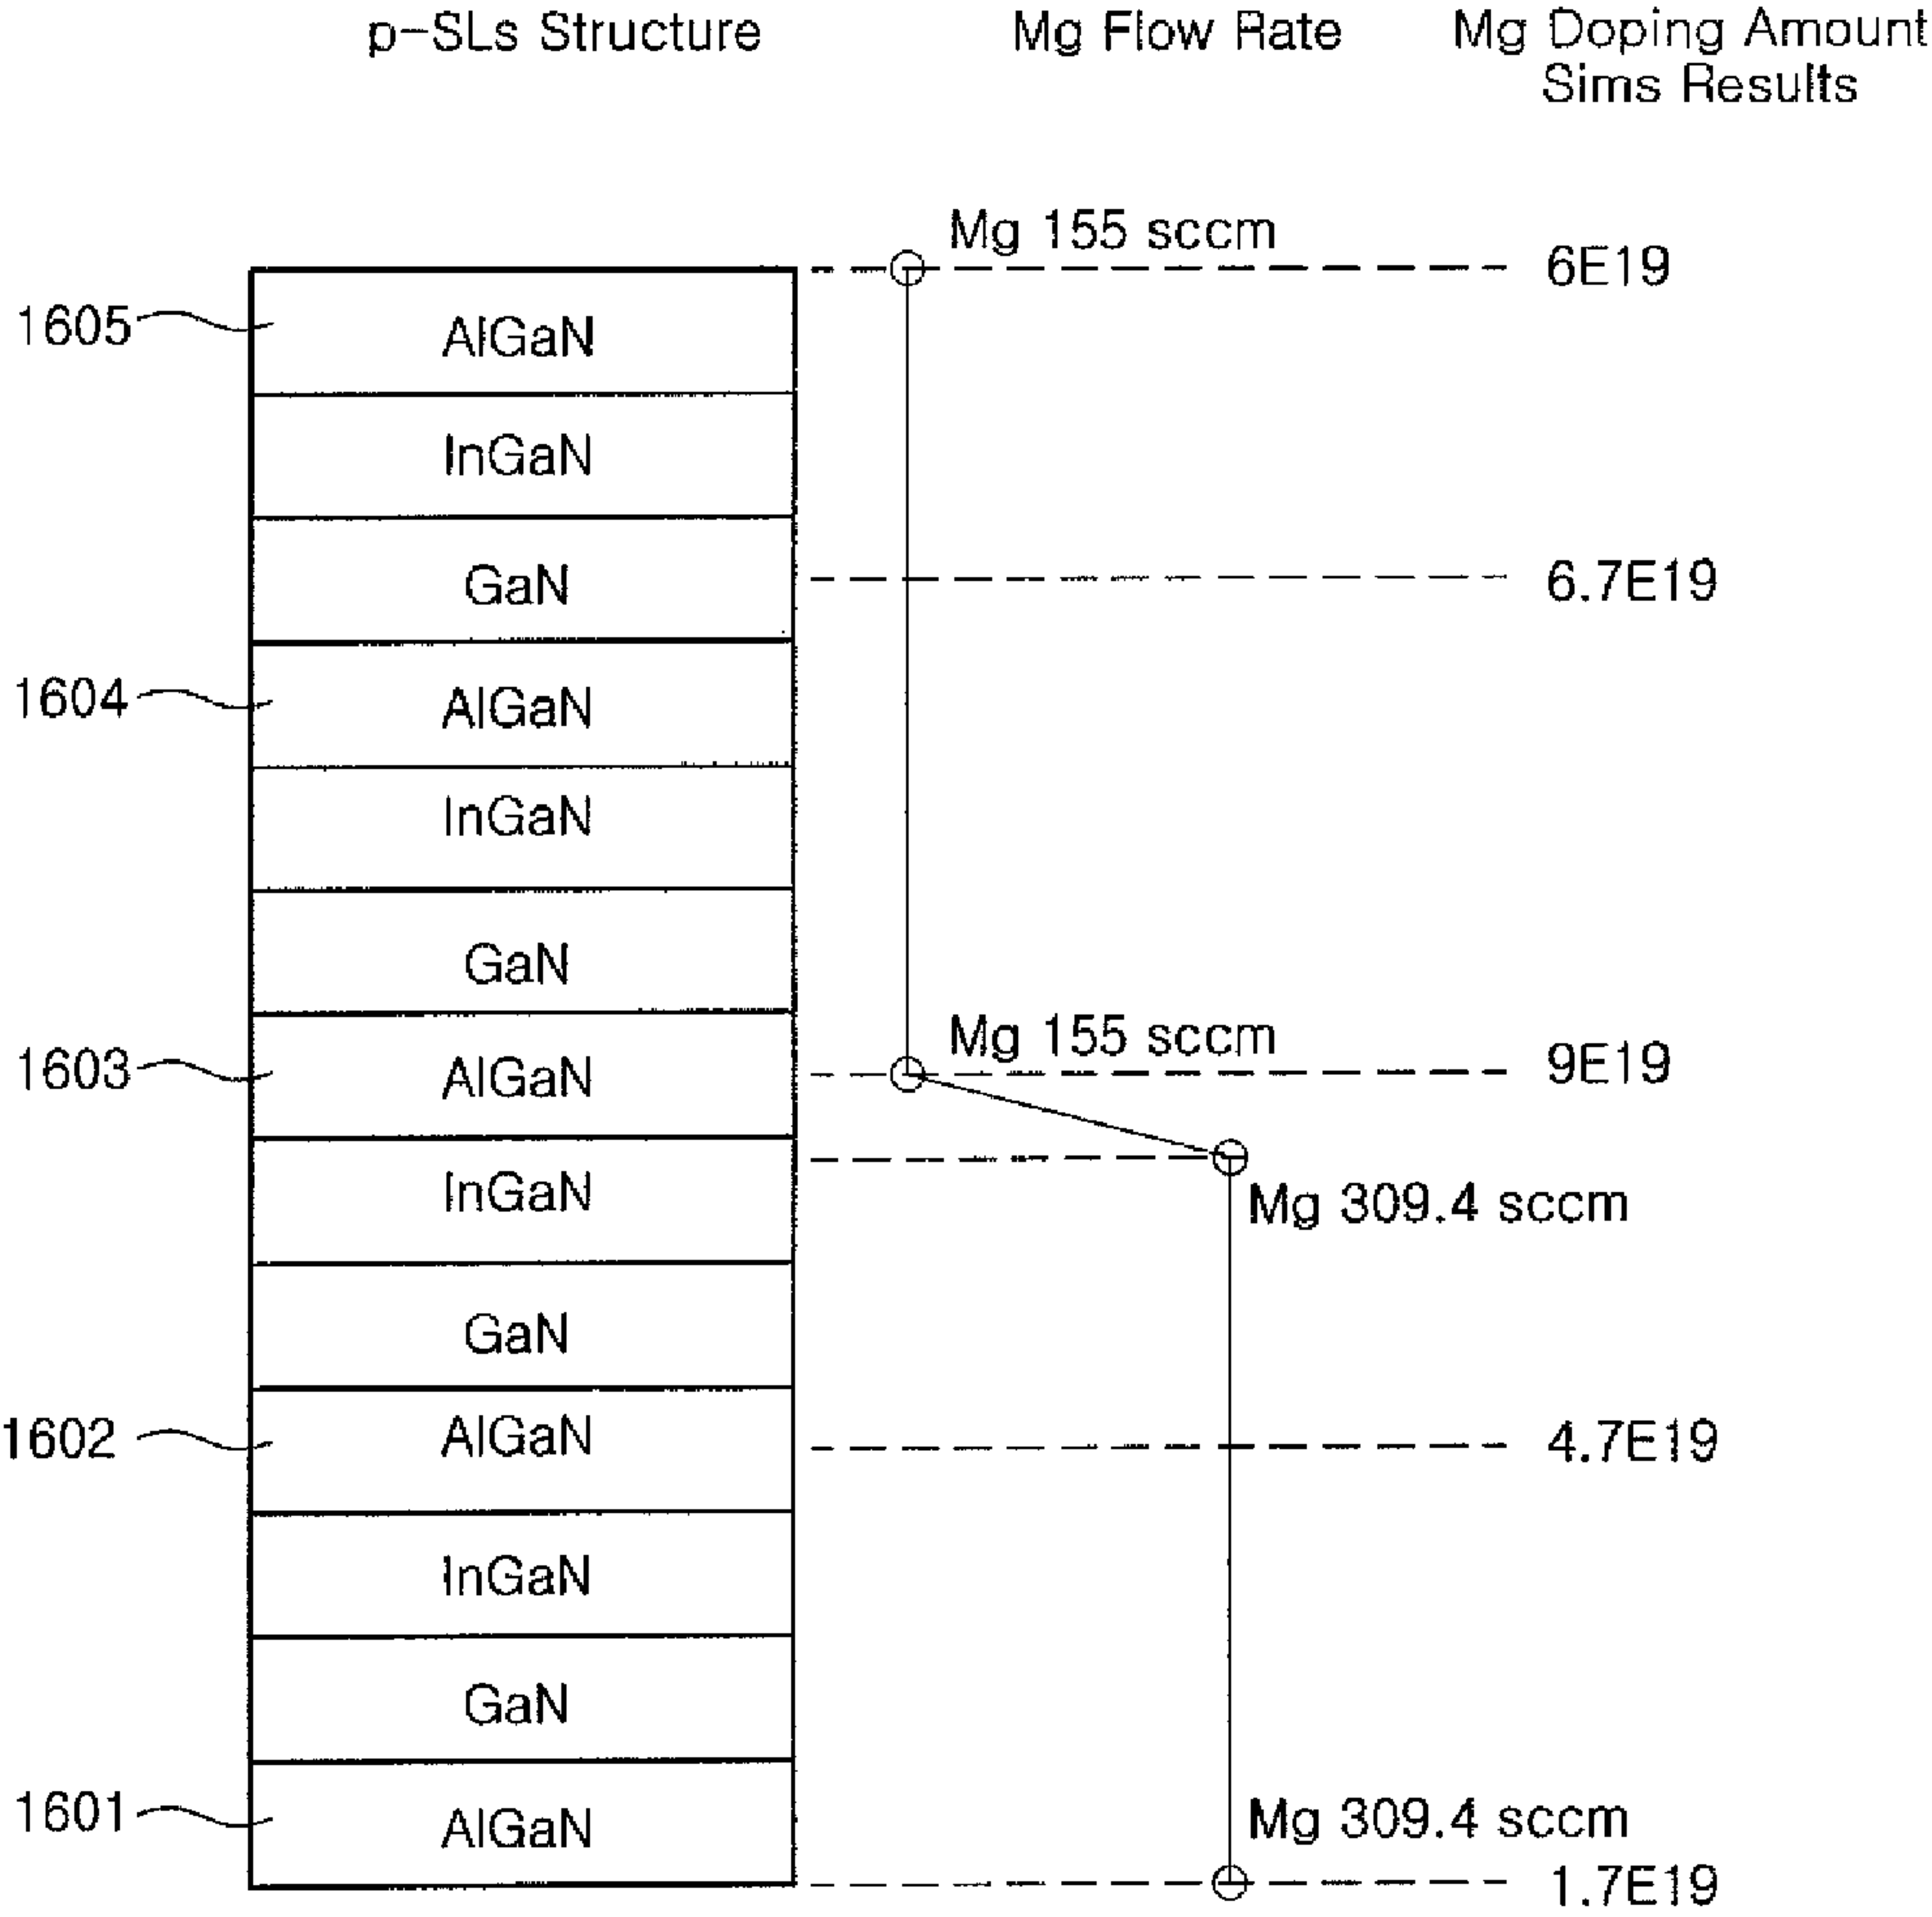 p-SLs Structure
Mg Flow Rate
Mg Doping Amount
Sims Results
Mg 155 sccm
6E19
1605
AlGaN
InGaN
GaN
6.7E19
1604
AlGaN
InGaN
GaN
Mg 155 sccm
9E19
1603
AlGaN
InGaN
Mg 309.4 sccm
GaN
1602
AlGaN
4.7E19
InGaN
GaN
1601
AlGaN
Mg 309.4 sccm
1.7E19